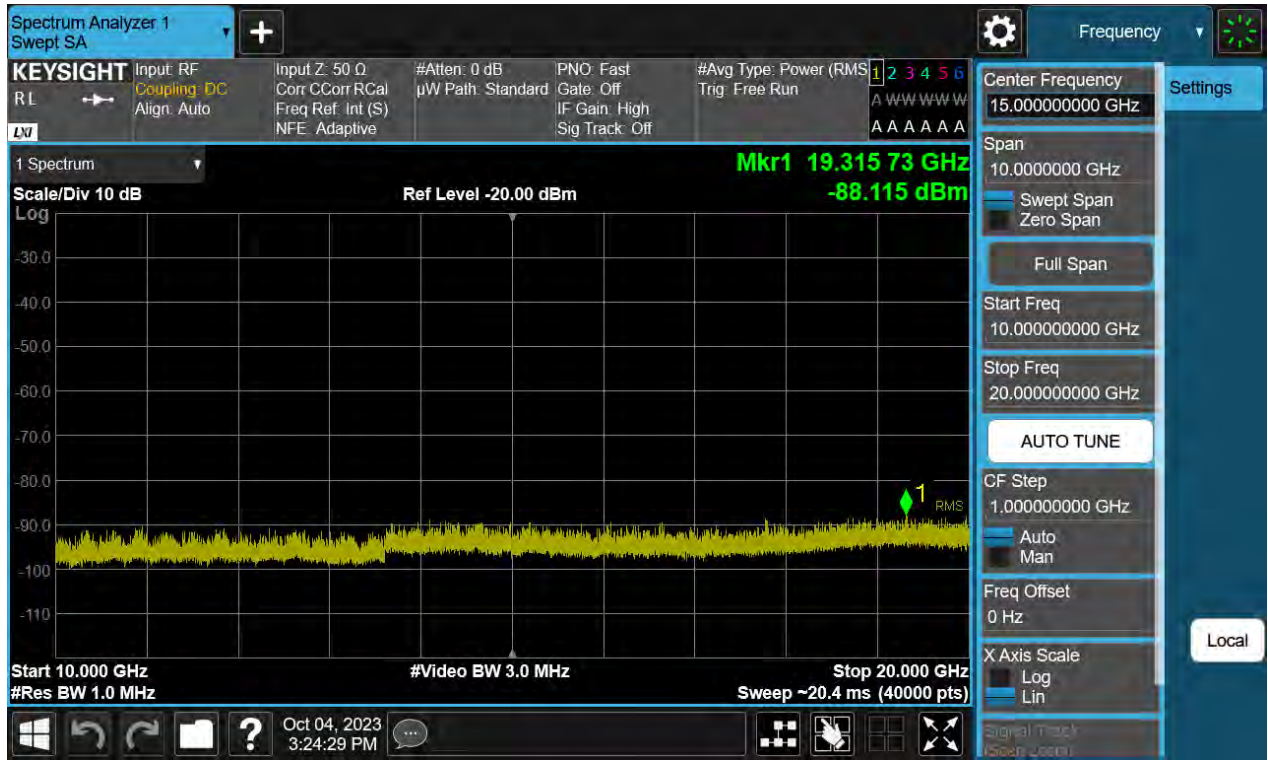 Spectrum Analyzer 1
Swept SA
Frequency
KEYSIGHT
RL
LXI
Input: RF
Coupling: DC
Align: Auto
Input Z: 50 Ω
Corr CCorr RCal
Freq Ref: Int (S)
NFE: Adaptive
#Atten: 0 dB
µW Path: Standard
PNO: Fast
Gate: Off
IF Gain: High
Sig Track: Off
#Avg Type: Power (RMS
Trig: Free Run
1 2 3 4 5 6
A W W W W W
A A A A A A
1 Spectrum
Scale/Div 10 dB
Log
Ref Level -20.00 dBm
Mkr1 19.315 73 GHz
-88.115 dBm
-30.0
-40.0
-50.0
-60.0
-70.0
-80.0
-90.0
-100
-110
1
RMS
Start 10.000 GHz
#Res BW 1.0 MHz
#Video BW 3.0 MHz
Stop 20.000 GHz
Sweep ~20.4 ms (40000 pts)
Center Frequency
15.000000000 GHz
Span
10.0000000 GHz
Swept Span
Zero Span
Full Span
Start Freq
10.000000000 GHz
Stop Freq
20.000000000 GHz
AUTO TUNE
CF Step
1.000000000 GHz
Auto
Man
Freq Offset
0 Hz
X Axis Scale
Log
Lin
Signal Track
(Span Zoom)
Settings
Local
?
Oct 04, 2023
3:24:29 PM